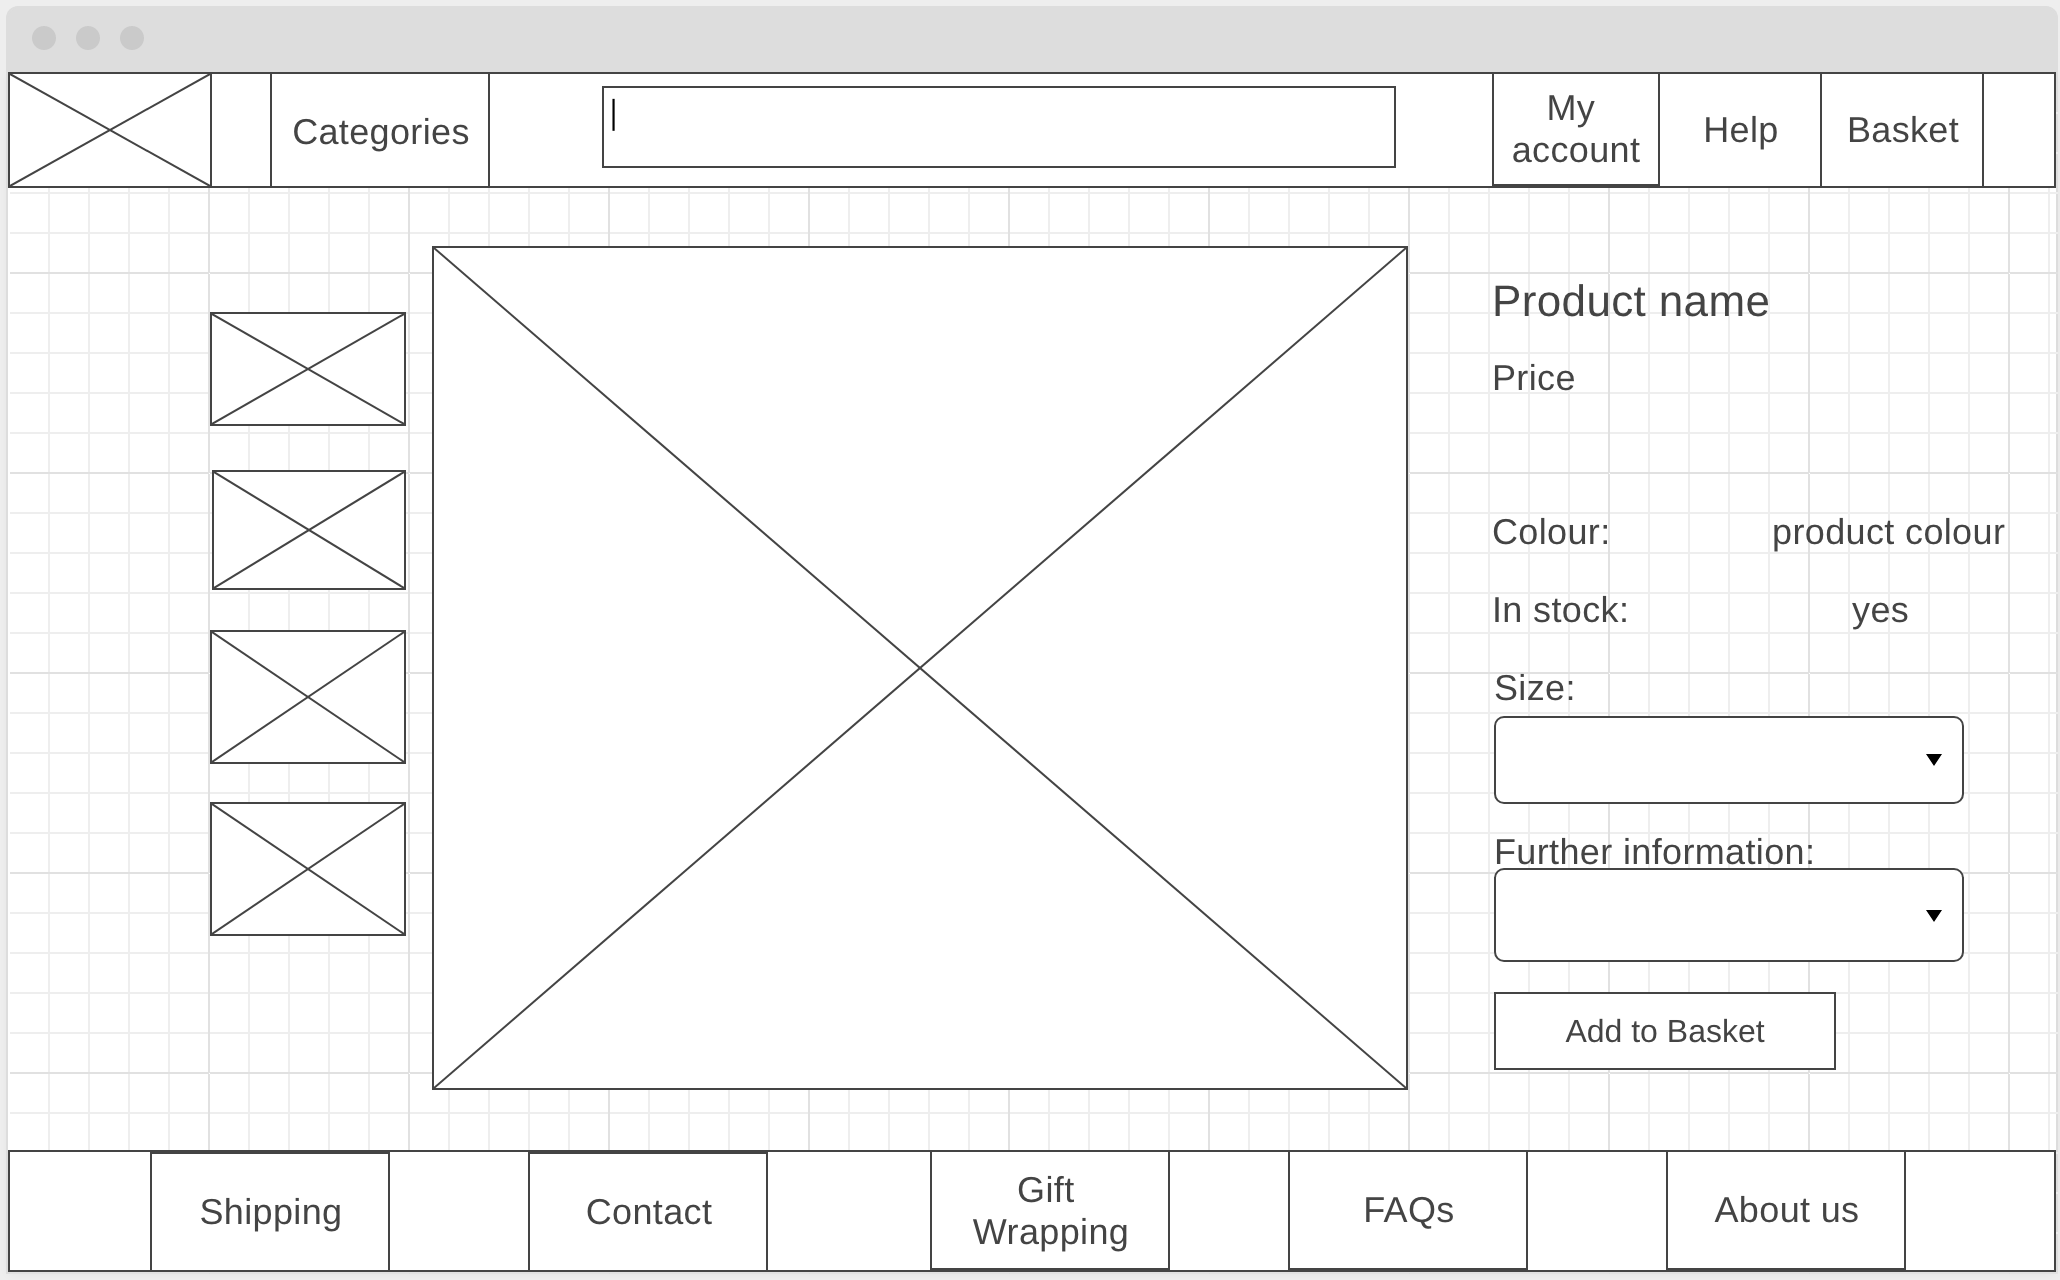 Categories
My
account
Help
Basket
Product name
Price
Colour: product colour
In stock: yes
Size:
Further information:
Add to Basket
Shipping
Contact
Gift
Wrapping
FAQs
About us